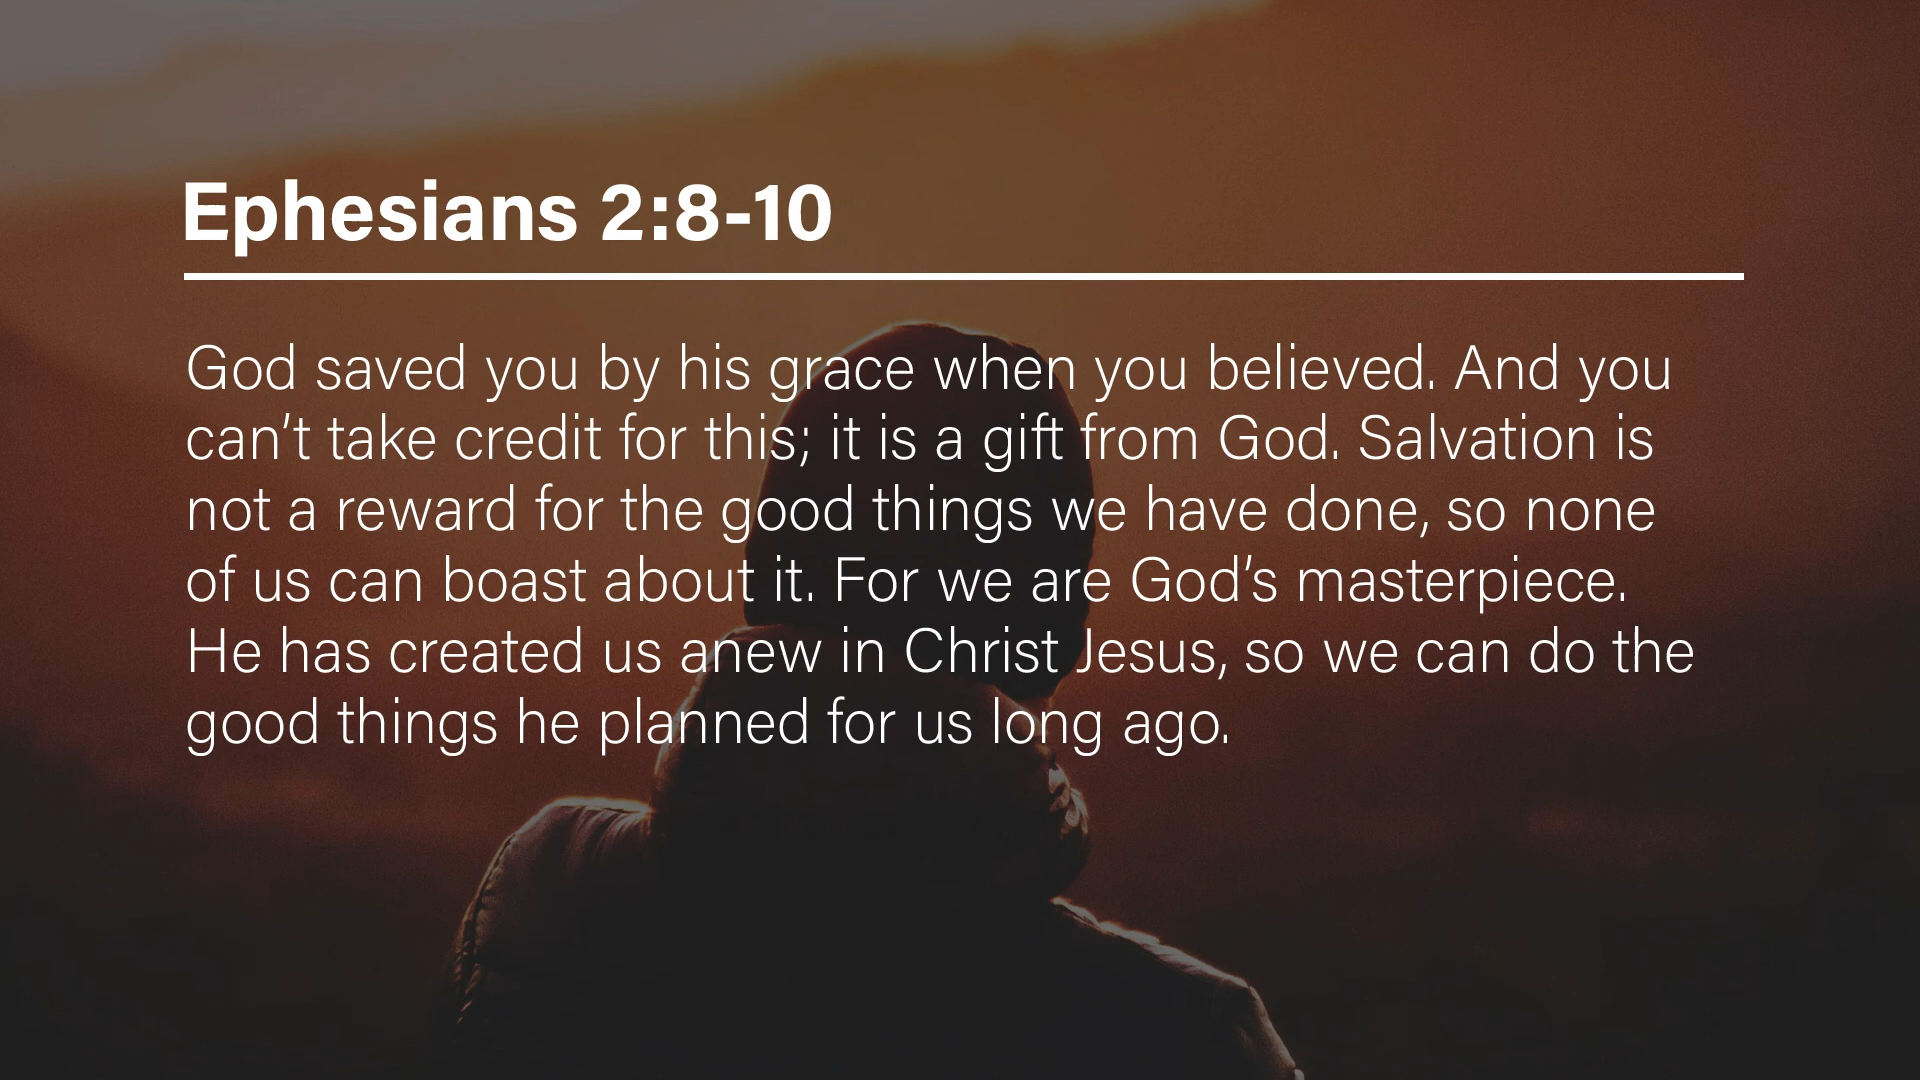 Ephesians 2:8-10
God saved you by his grace when you believed. And you
can’t take credit for this; it is a gift from God. Salvation is
not a reward for the good things we have done, so none
of us can boast about it. For we are God’s masterpiece.
He has created us anew in Christ Jesus, so we can do the
good things he planned for us long ago.